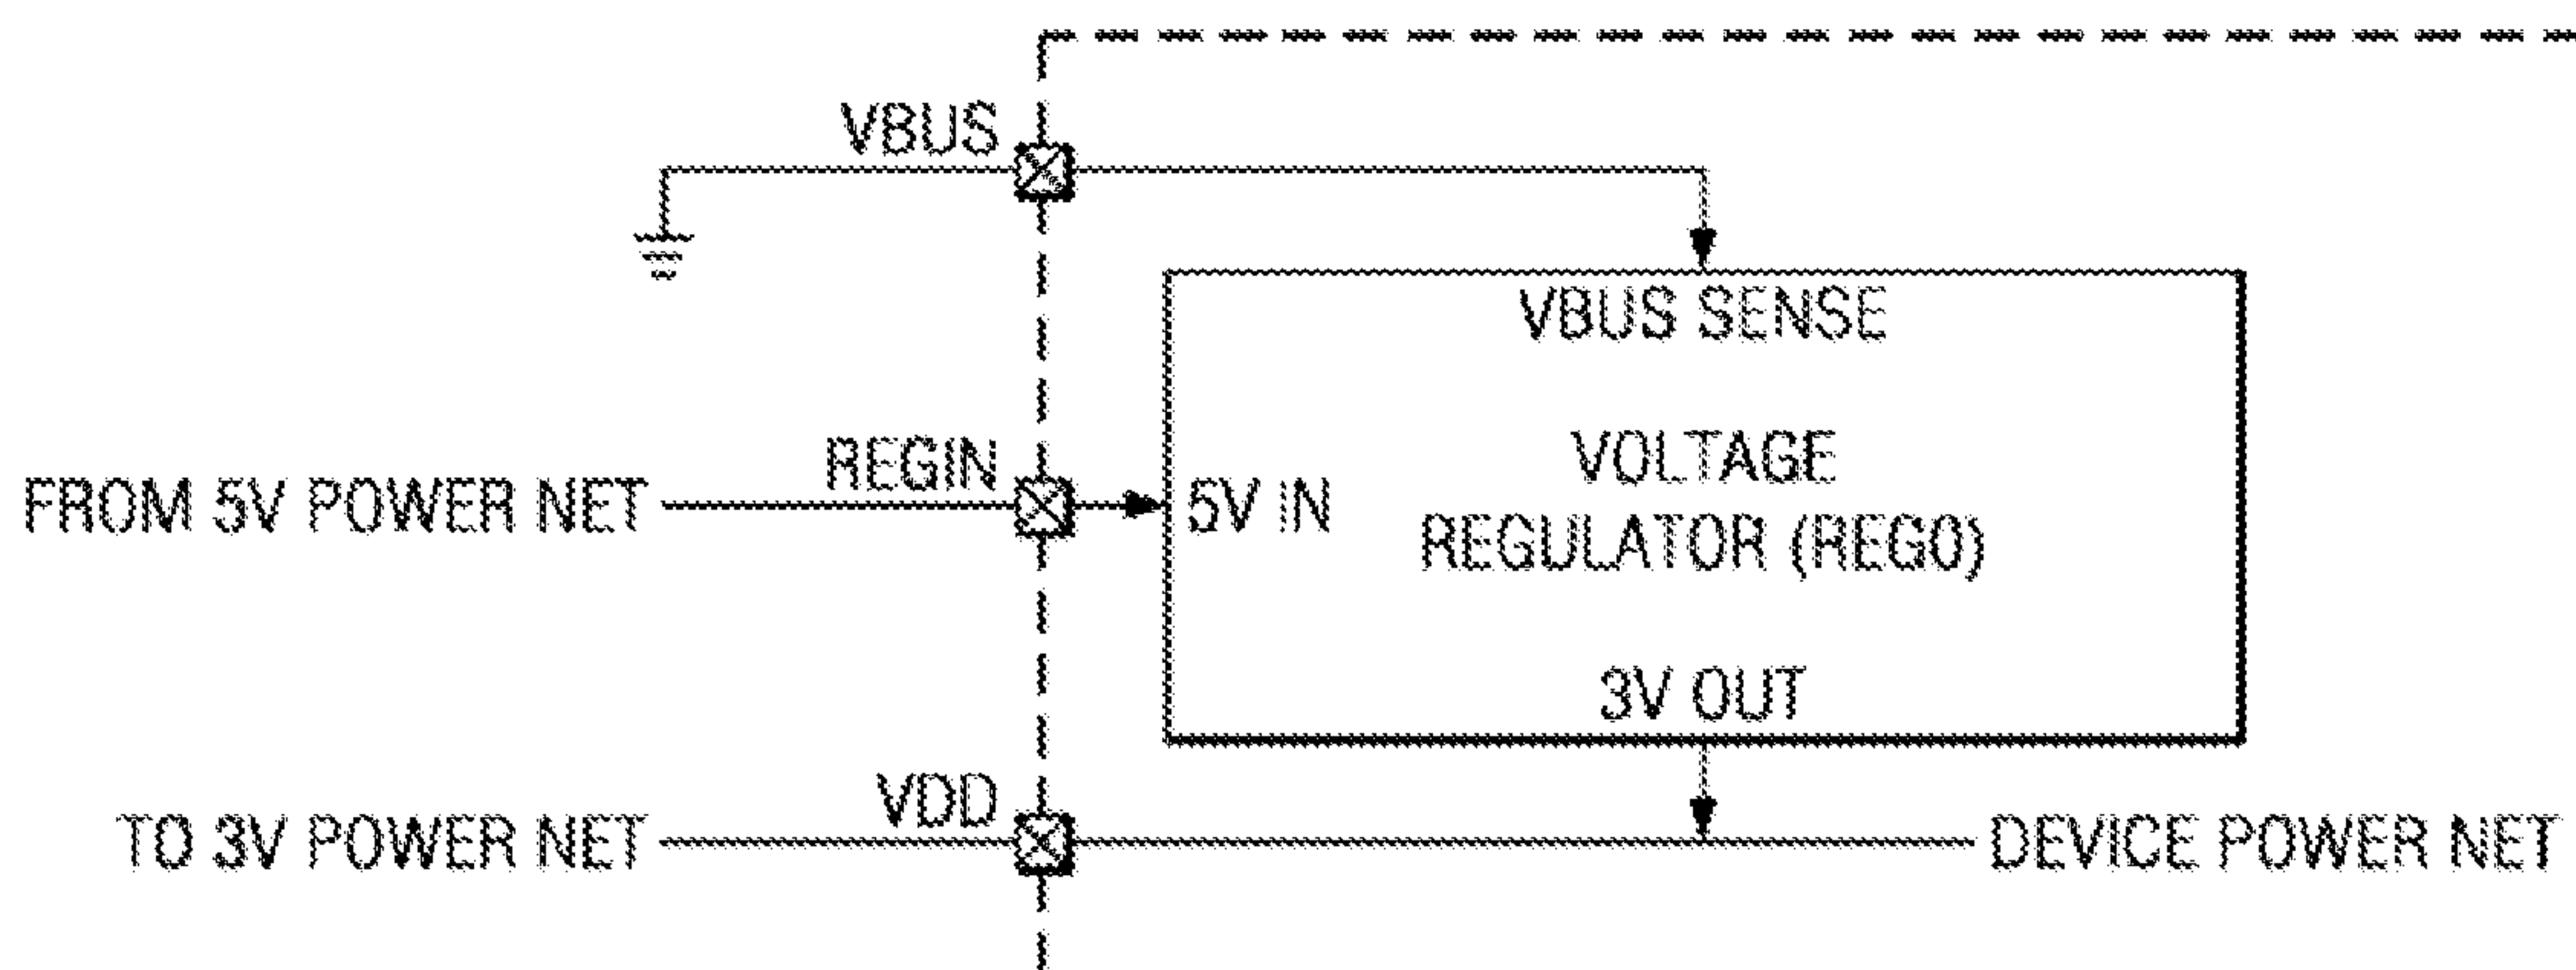 VBUS
VBUS SENSE
REGIN
FROM 5V POWER NET
5V IN
VOLTAGE
REGULATOR (REG0)
3V OUT
VDD
TO 3V POWER NET
DEVICE POWER NET